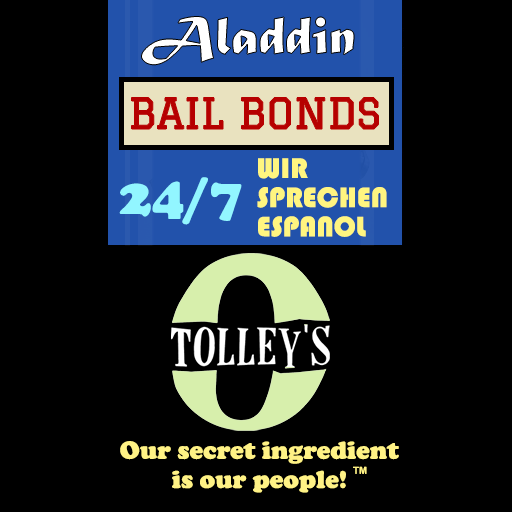 Aladdin
BAIL BONDS
24/7
WIR
SPRECHEN
ESPANOL
O
TOLLEY'S
Our secret ingredient
is our people! ™